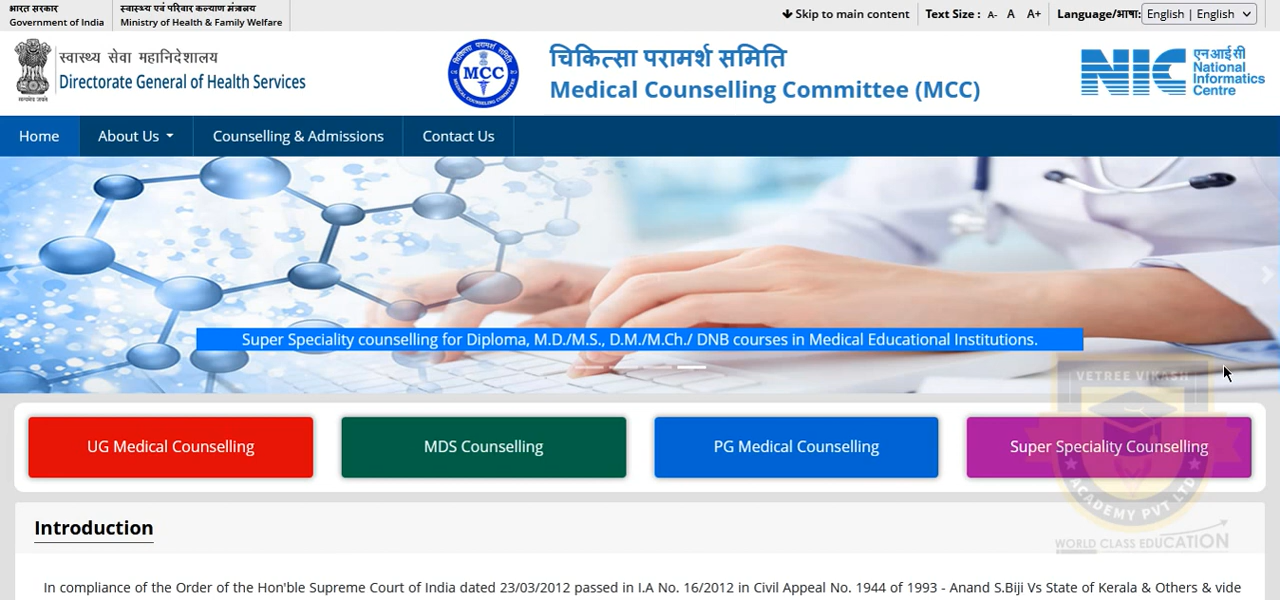 भारत सरकार
Government of India
स्वास्थ्य एवं परिवार कल्याण मंत्रालय
Ministry of Health & Family Welfare
Skip to main content
Text Size : A- A A+
Language/भाषा: English | English
स्वास्थ्य सेवा महानिदेशालय
Directorate General of Health Services
MCC
चिकित्सा परामर्श समिति
Medical Counselling Committee (MCC)
NIC
एनआईसी
National
Informatics
Centre
Home About Us Counselling & Admissions Contact Us
Super Speciality counselling for Diploma, M.D./M.S., D.M./M.Ch./ DNB courses in Medical Educational Institutions.
VETREE VIKASH
UG Medical Counselling MDS Counselling PG Medical Counselling Super Speciality Counselling
ACADEMY PVT LTD
WORLD CLASS EDUCATION
Introduction
In compliance of the Order of the Hon'ble Supreme Court of India dated 23/03/2012 passed in I.A No. 16/2012 in Civil Appeal No. 1944 of 1993 - Anand S.Biji Vs State of Kerala & Others & vide